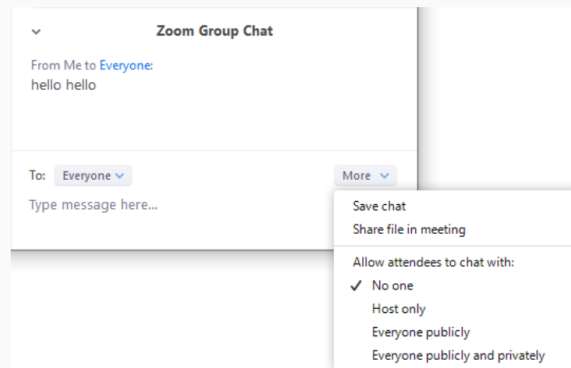 Zoom Group Chat
From Me to Everyone:
hello hello
To: Everyone More
Type message here...
Save chat
Share file in meeting
Allow attendees to chat with:
No one
Host only
Everyone publicly
Everyone publicly and privately